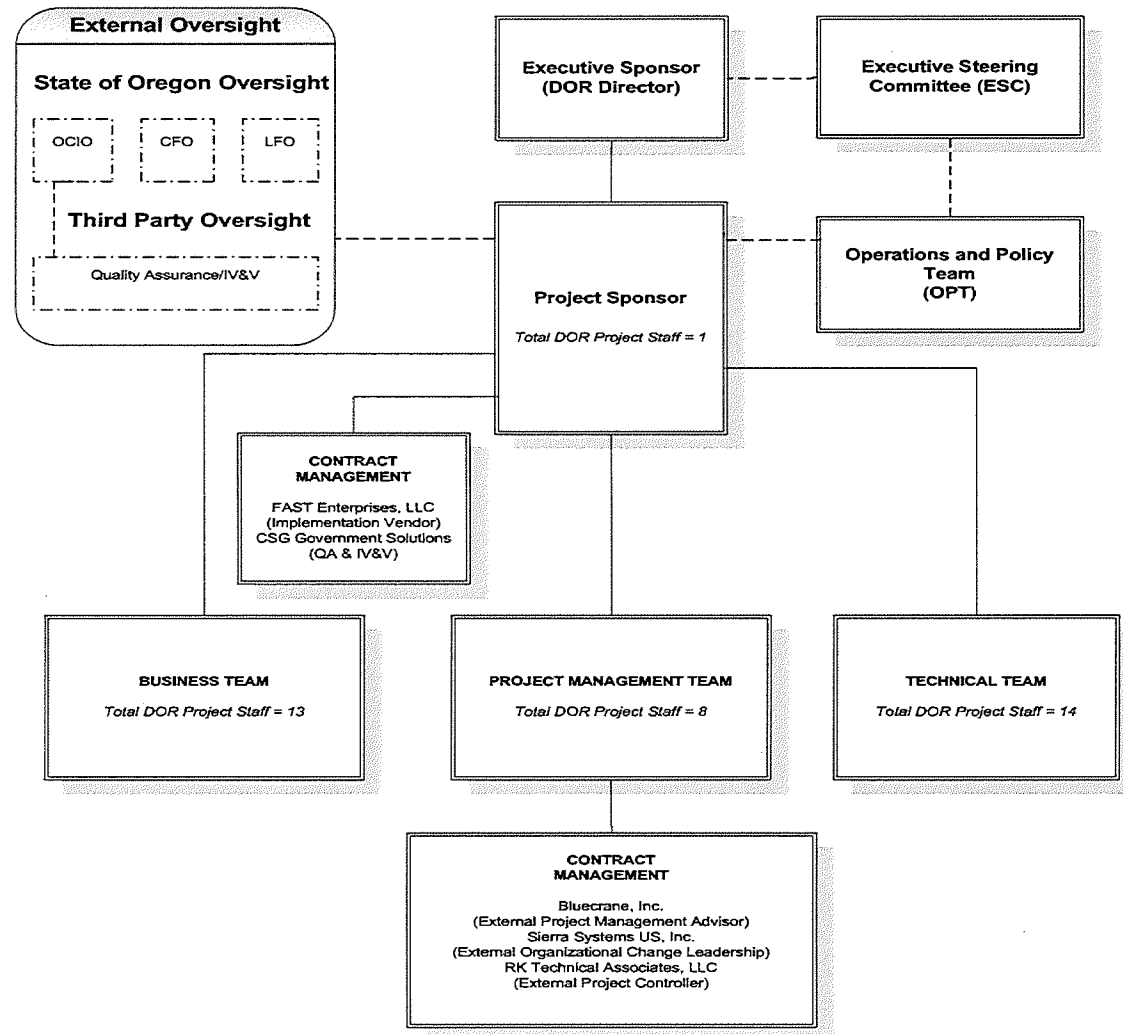 External Oversight
State of Oregon Oversight
OCIO
CFO
LFO
Third Party Oversight
Quality Assurance/IV&V
Executive Sponsor
(DOR Director)
Executive Steering
Committee (ESC)
Project Sponsor
Total DOR Project Staff = 1
Operations and Policy
Team
(OPT)
CONTRACT
MANAGEMENT
FAST Enterprises, LLC
(Implementation Vendor)
CSG Government Solutions
(QA & IV&V)
BUSINESS TEAM
Total DOR Project Staff = 13
PROJECT MANAGEMENT TEAM
Total DOR Project Staff = 8
TECHNICAL TEAM
Total DOR Project Staff = 14
CONTRACT
MANAGEMENT
Bluecrane, Inc.
(External Project Management Advisor)
Sierra Systems US, Inc.
(External Organizational Change Leadership)
RK Technical Associates, LLC
(External Project Controller)